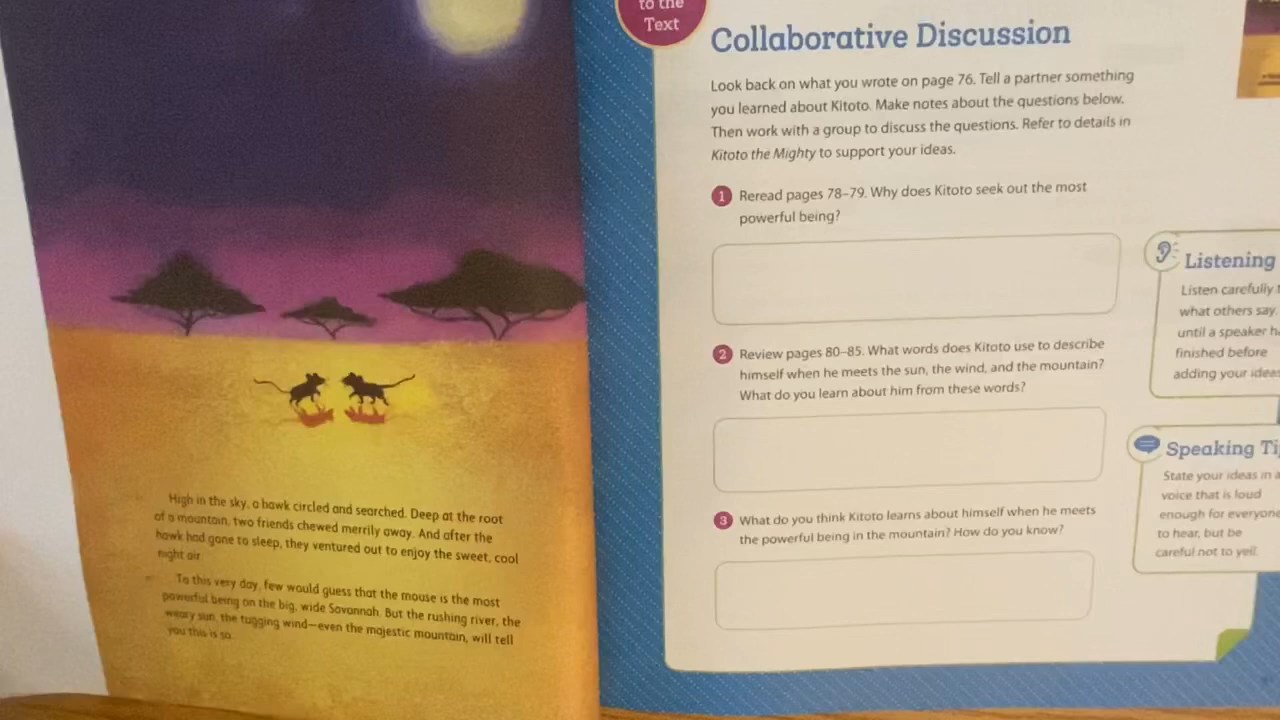 High in the sky, a hawk circled and searched. Deep at the root
of a mountain, two friends chewed merrily away. And after the
hawk had gone to sleep, they ventured out to enjoy the sweet, cool
night air.
To this very day, few would guess that the mouse is the most
powerful being on the big, wide Savannah. But the rushing river, the
weary sun, the tugging wind—even the majestic mountain, will tell
you this is so.
to the
Text
Collaborative Discussion
Look back on what you wrote on page 76. Tell a partner something
you learned about Kitoto. Make notes about the questions below.
Then work with a group to discuss the questions. Refer to details in
Kitoto the Mighty to support your ideas.
1 Reread pages 78–79. Why does Kitoto seek out the most
powerful being?
2 Review pages 80–85. What words does Kitoto use to describe
himself when he meets the sun, the wind, and the mountain?
What do you learn about him from these words?
3 What do you think Kitoto learns about himself when he meets
the powerful being in the mountain? How do you know?
Listening
Listen carefully
what others say.
until a speaker
finished before
adding your ideas
Speaking
State your ideas in a
voice that is loud
enough for everyone
to hear, but be
careful not to yell.